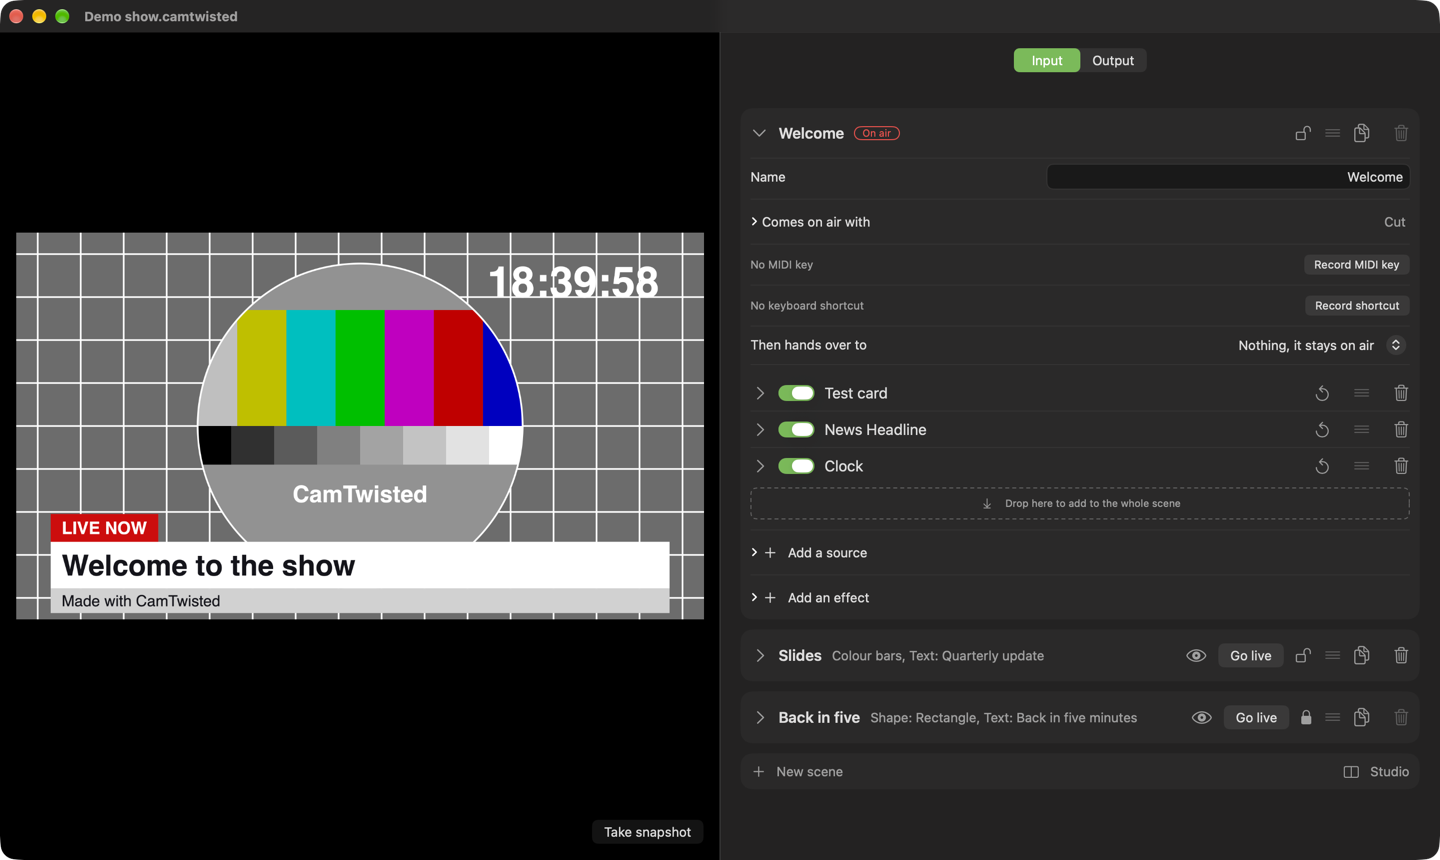 Demo show.camtwisted
18:39:58
CamTwisted
LIVE NOW
Welcome to the show
Made with CamTwisted
Take snapshot
Input Output
Welcome On air
Name Welcome
Comes on air with Cut
No MIDI key Record MIDI key
No keyboard shortcut Record shortcut
Then hands over to Nothing, it stays on air
Test card
News Headline
Clock
Drop here to add to the whole scene
Add a source
Add an effect
Slides Colour bars, Text: Quarterly update Go live
Back in five Shape: Rectangle, Text: Back in five minutes Go live
New scene Studio